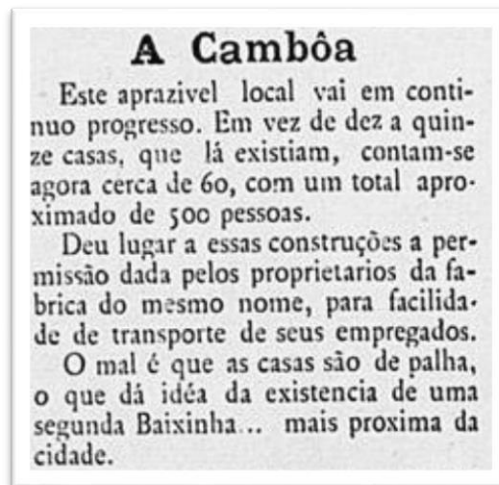 A Cambôa
Este aprazivel local vai em conti-
nuo progresso. Em vez de dez a quin-
ze casas, que lá existiam, contam-se
agora cerca de 60, com um total apro-
ximado de 500 pessoas.
Deu lugar a essas construções a per-
missão dada pelos proprietarios da fa-
brica do mesmo nome, para facilida-
de de transporte de seus empregados.
O mal é que as casas são de palha,
o que dá idéa da existencia de uma
segunda Baixinha... mais proxima da
cidade.